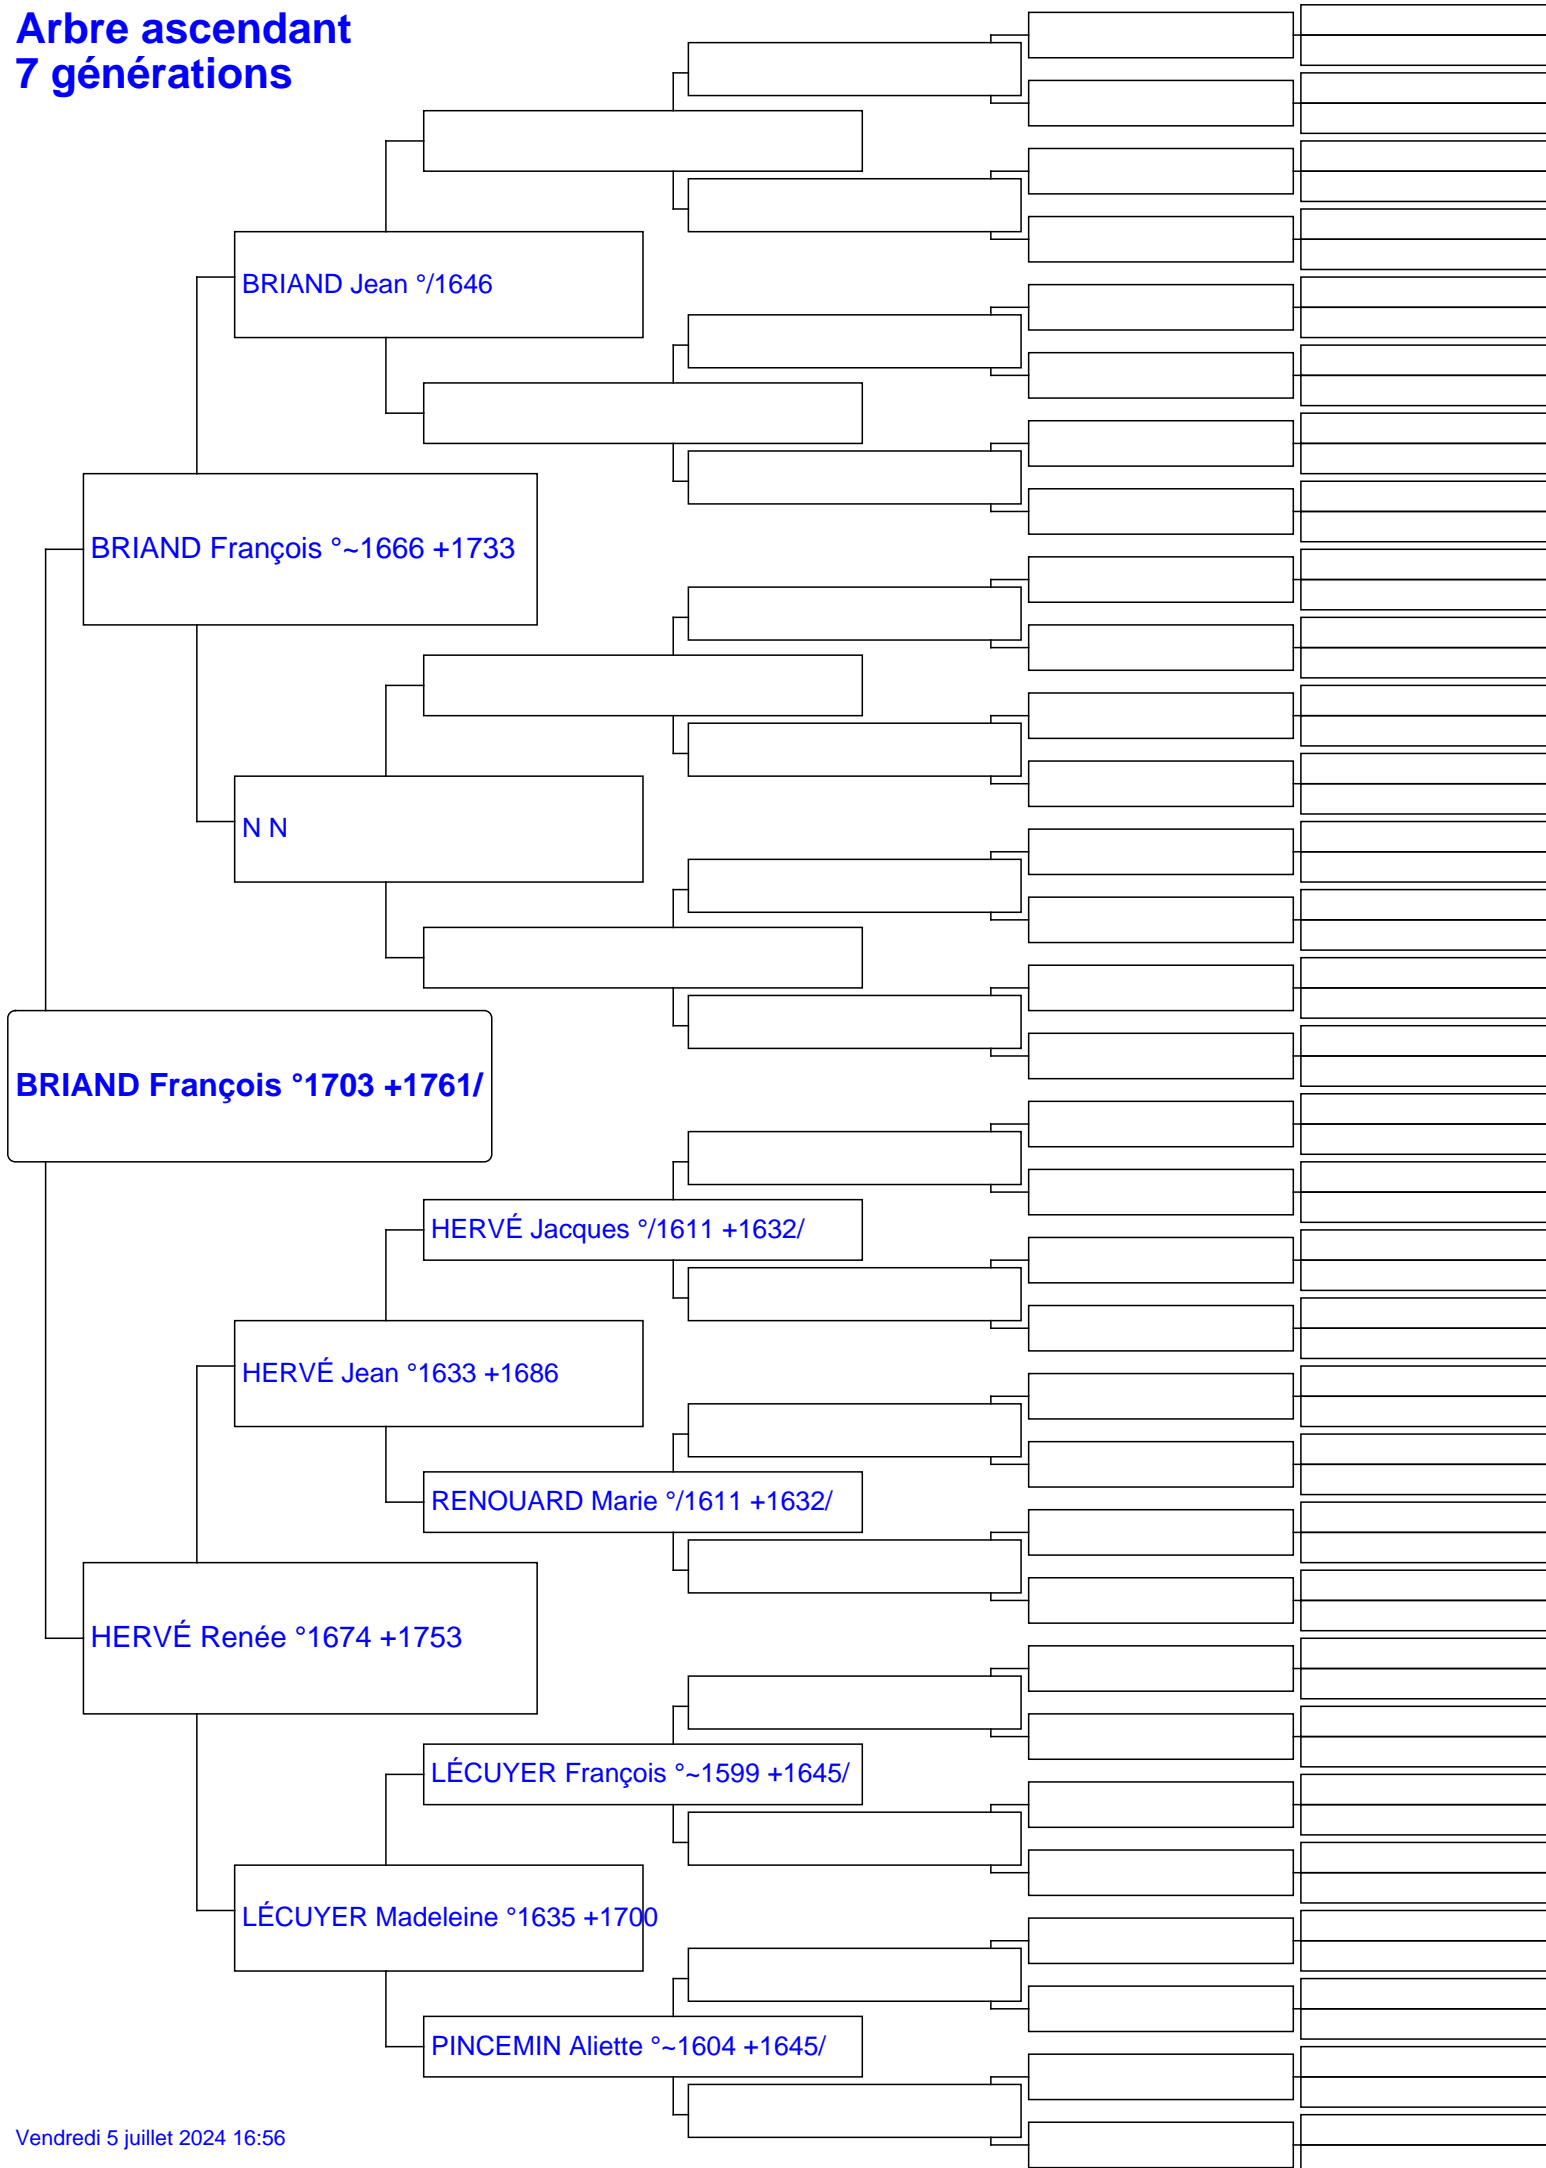 Arbre ascendant
7 générations
BRIAND Jean °/1646
BRIAND François °~1666 +1733
N N
BRIAND François °1703 +1761/
HERVÉ Jacques °/1611 +1632/
HERVÉ Jean °1633 +1686
RENOUARD Marie °/1611 +1632/
HERVÉ Renée °1674 +1753
LÉCUYER François °~1599 +1645/
LÉCUYER Madeleine °1635 +1700
PINCEMIN Aliette °~1604 +1645/
Vendredi 5 juillet 2024 16:56